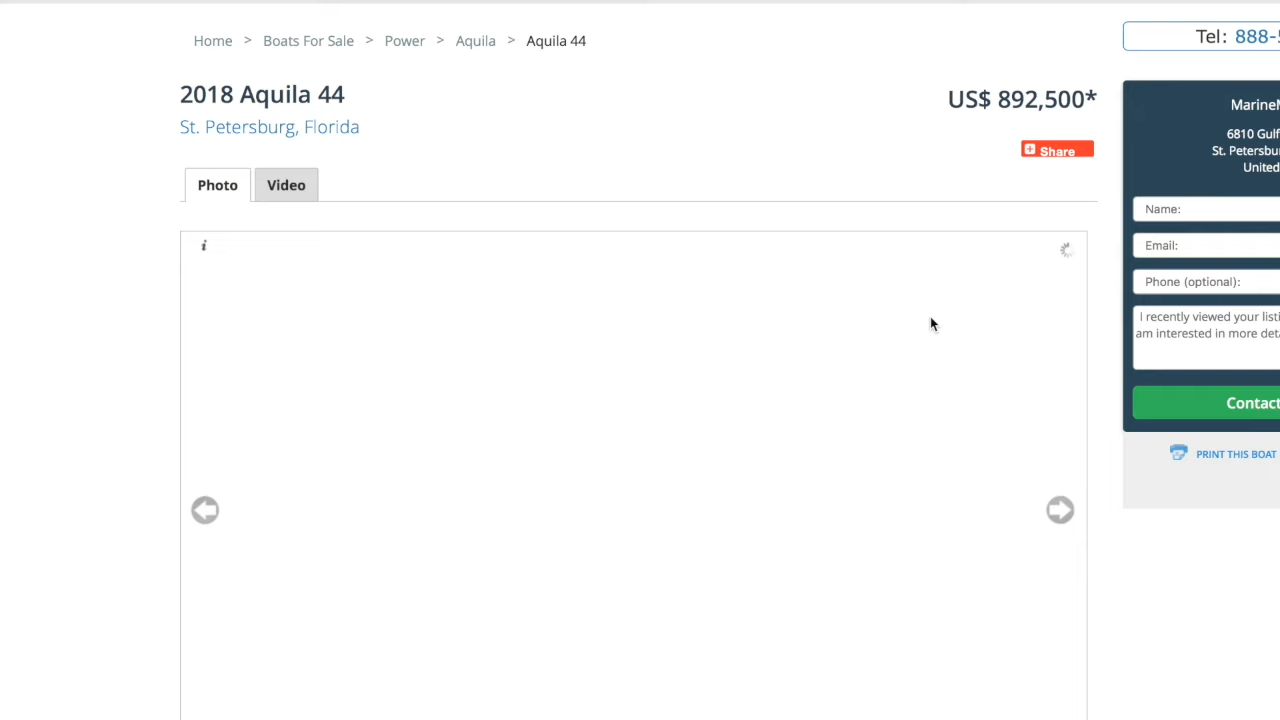 Home > Boats For Sale > Power > Aquila > Aquila 44
Tel: 888-
2018 Aquila 44
US$ 892,500*
St. Petersburg, Florida
Share
Photo
Video
i
6810 Gulf
St. Petersbu
United
Name:
Email:
Phone (optional):
I recently viewed your listi
am interested in more deta
Contact
PRINT THIS BOAT